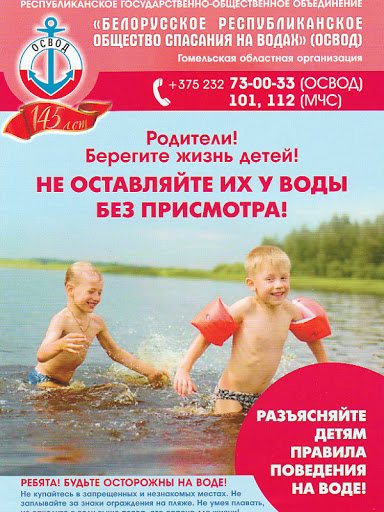 РЕСПУБЛИКАНСКОЕ ГОСУДАРСТВЕННО-ОБЩЕСТВЕННОЕ ОБЪЕДИНЕНИЕ
«БЕЛОРУССКОЕ РЕСПУБЛИКАНСКОЕ
ОБЩЕСТВО СПАСАНИЯ НА ВОДАХ» (ОСВОД)
Гомельская областная организация
ОСВОД
145 лет
+375 232 73-00-33 (ОСВОД)
101, 112 (МЧС)
Родители!
Берегите жизнь детей!
НЕ ОСТАВЛЯЙТЕ ИХ У ВОДЫ
БЕЗ ПРИСМОТРА!
РАЗЪЯСНЯЙТЕ
ДЕТЯМ
ПРАВИЛА
ПОВЕДЕНИЯ
НА ВОДЕ!
РЕБЯТА! БУДЬТЕ ОСТОРОЖНЫ НА ВОДЕ!
Не купайтесь в запрещенных и незнакомых местах. Не
заплывайте за знаки ограждения на пляже. Не умея плавать,